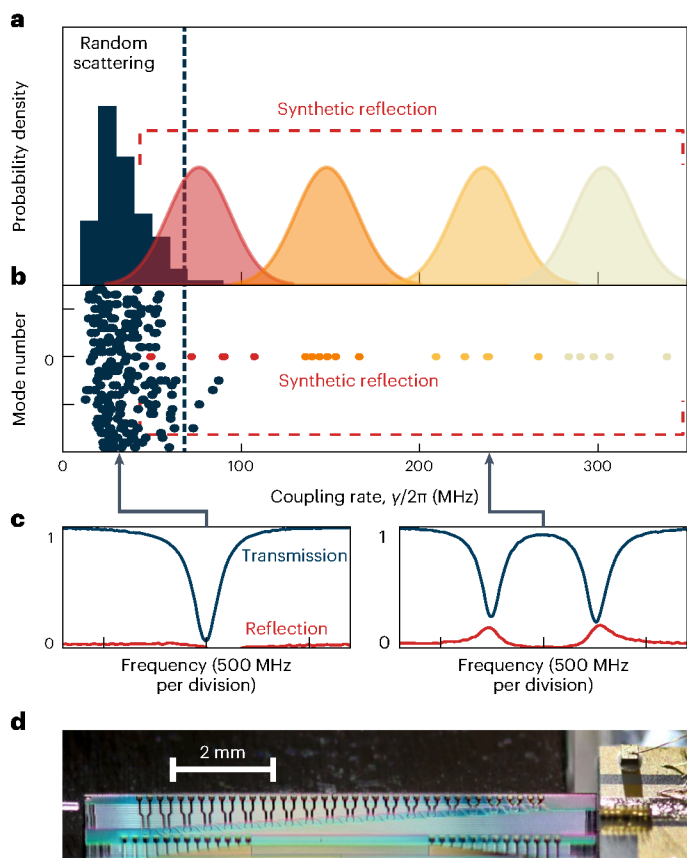 a
Random
scattering
Synthetic reflection
Probability density
b
Mode number
0
Synthetic reflection
0 100 200 300
Coupling rate, γ/2π (MHz)
c
1
Transmission
Reflection
0
Frequency (500 MHz
per division)
1
0
Frequency (500 MHz
per division)
d
2 mm